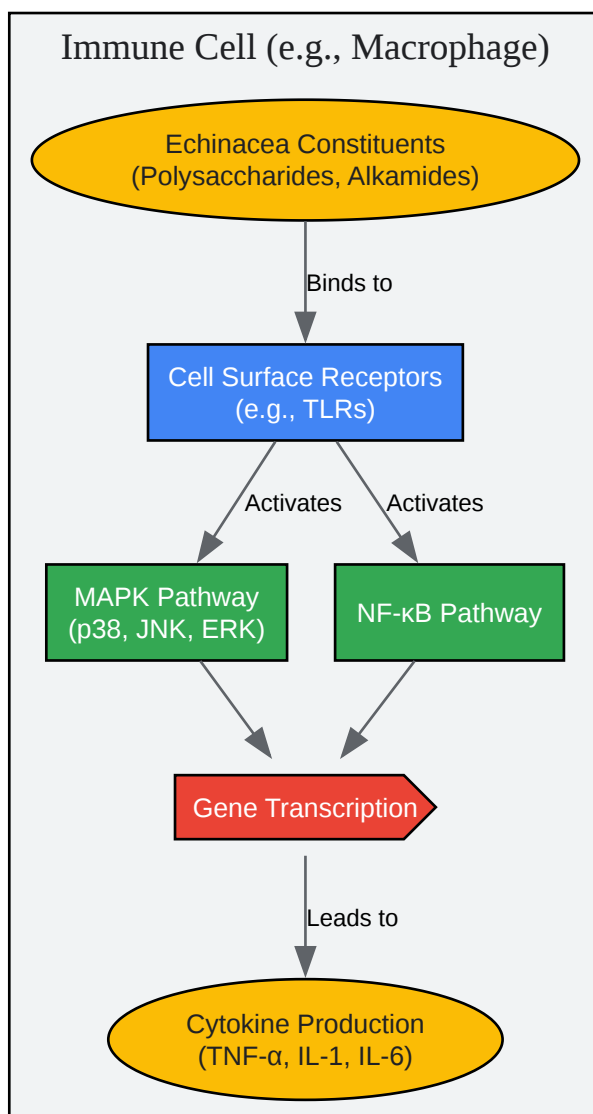 Immune Cell (e.g., Macrophage)
Echinacea Constituents
(Polysaccharides, Alkamides)
Binds to
Cell Surface Receptors
(e.g., TLRs)
Activates
Activates
MAPK Pathway
(p38, JNK, ERK)
NF-κB Pathway
Gene Transcription
Leads to
Cytokine Production
(TNF-α, IL-1, IL-6)